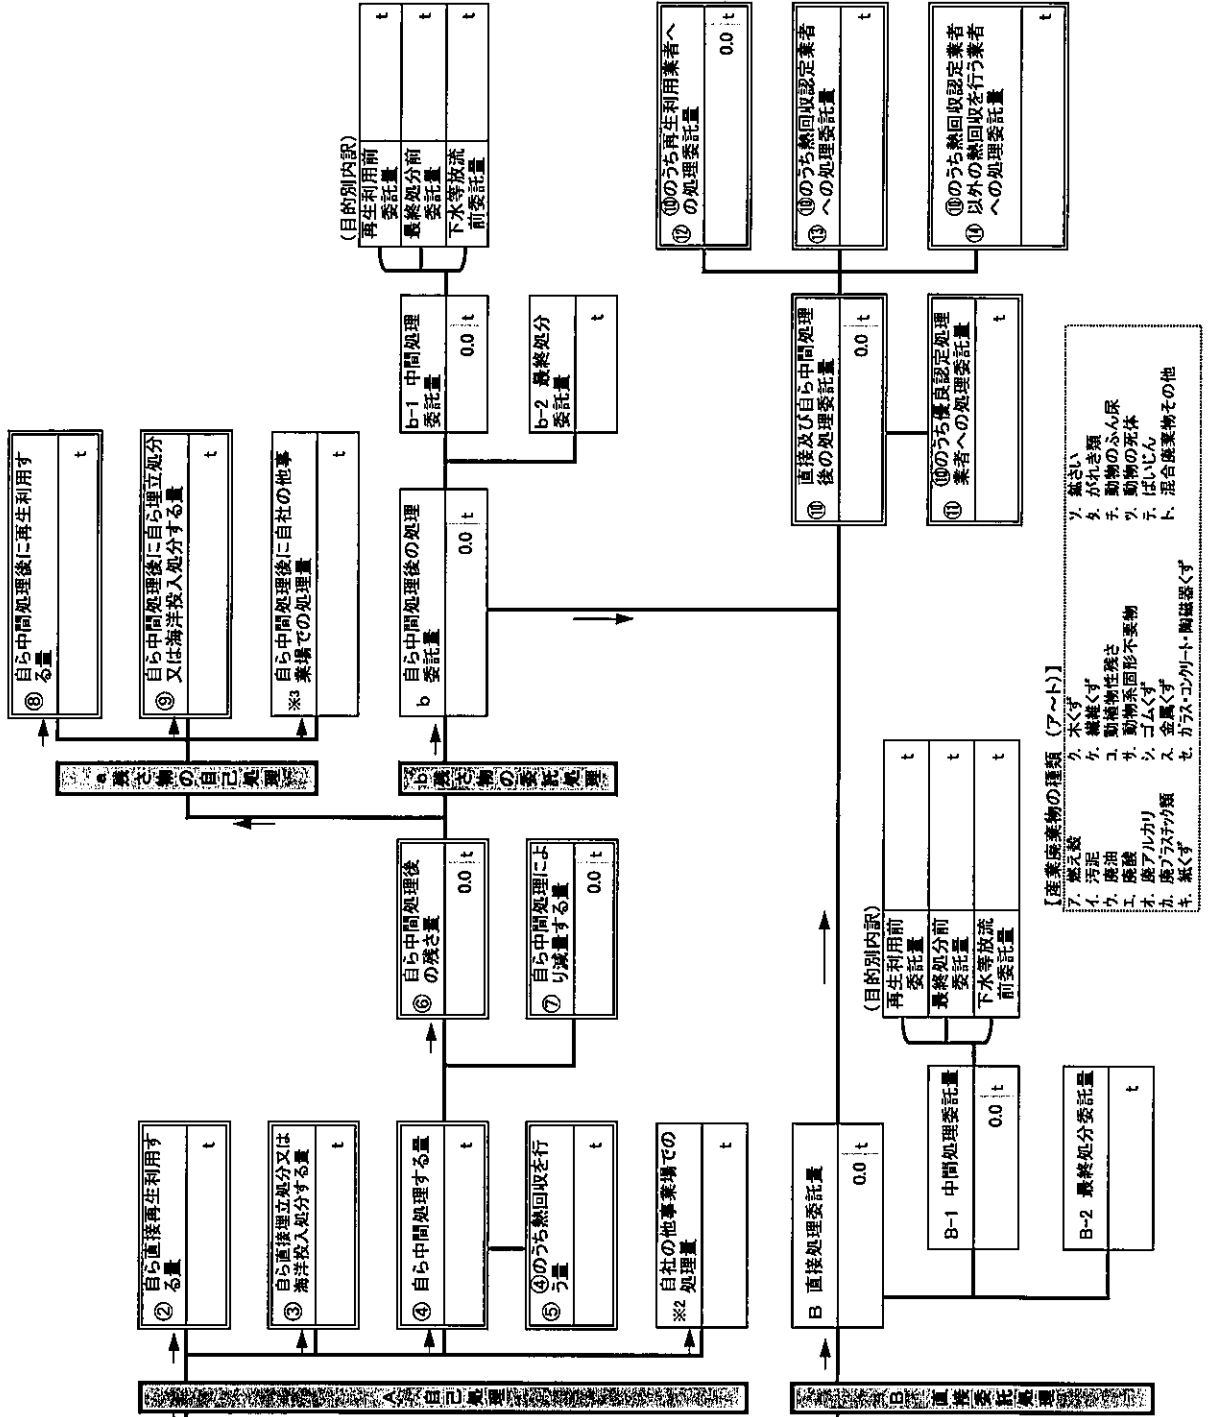 A 自己処理
② 自ら直接再生利用す
る量
t
③ 自ら直接埋立処分又は
海洋投入処分する量
t
④ 自ら中間処理する量
t
⑤ ④のうち熱回収を行
う量
t
※2 自社の他事業場での
処理量
t
⑥ 自ら中間処理後
の残さ量
0.0 t
⑦ 自ら中間処理によ
り減量する量
0.0 t
a 残さ物の自己処理
⑧ 自ら中間処理後に再生利用す
る量
t
⑨ 自ら中間処理後に自ら埋立処分
又は海洋投入処分する量
t
※3 自ら中間処理後に自社の他事
業場での処理量
t
b 残さ物の委託処理
b 自ら中間処理後の処理
委託量
0.0 t
b-1 中間処理
委託量
0.0 t
b-2 最終処分
委託量
t
(目的別内訳)
再生利用前
委託量
t
最終処分前
委託量
t
下水等放流
前委託量
t
B 直接委託処理
B 直接処理委託量
0.0 t
B-1 中間処理委託量
0.0 t
B-2 最終処分委託量
t
(目的別内訳)
再生利用前
委託量
t
最終処分前
委託量
t
下水等放流
前委託量
t
⑩ 直接及び自ら中間処理
後の処理委託量
0.0 t
⑪ ⑩のうち優良認定処理
業者への処理委託量
t
⑫ ⑩のうち再生利用業者へ
の処理委託量
0.0 t
⑬ ⑩のうち熱回収認定業者
への処理委託量
t
⑭ ⑩のうち熱回収認定業者
以外の熱回収を行う業者
への処理委託量
t
【産業廃棄物の種類 (ア～ト)】
ア. 燃え殻
イ. 汚泥
ウ. 廃油
エ. 廃酸
オ. 廃アルカリ
カ. 廃プラスチック類
キ. 紙くず
ク. 木くず
ケ. 繊維くず
コ. 動植物性残さ
サ. 動物系固形不要物
シ. ゴムくず
ス. 金属くず
セ. ガラス・コンクリート・陶磁器くず
ソ. 鉱さい
タ. がれき類
チ. 動物のふん尿
ツ. 動物の死体
テ. ばいじん
ト. 混合廃棄物その他